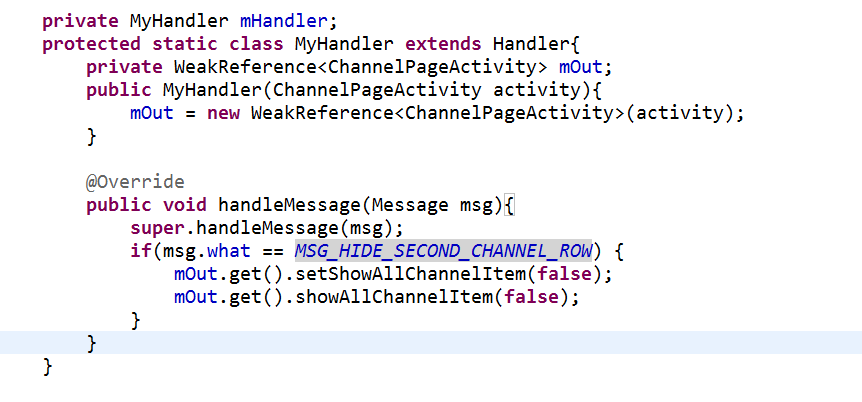 private MyHandler mHandler;
protected static class MyHandler extends Handler{
    private WeakReference<ChannelPageActivity> mOut;
    public MyHandler(ChannelPageActivity activity){
        mOut = new WeakReference<ChannelPageActivity>(activity);
    }

    @Override
    public void handleMessage(Message msg){
        super.handleMessage(msg);
        if(msg.what == MSG_HIDE_SECOND_CHANNEL_ROW) {
            mOut.get().setShowAllChannelItem(false);
            mOut.get().showAllChannelItem(false);
        }
    }
}